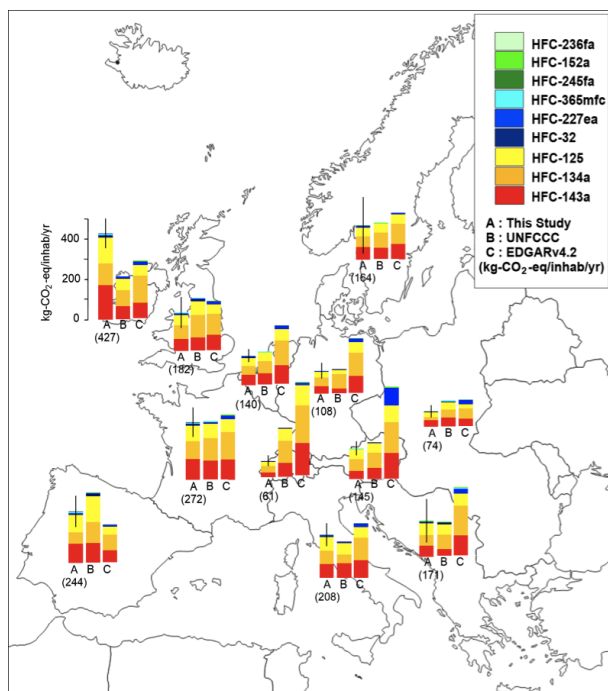 HFC-236fa
HFC-152a
HFC-245fa
HFC-365mfc
HFC-227ea
HFC-32
HFC-125
HFC-134a
HFC-143a
A : This Study
B : UNFCCC
C : EDGARv4.2
(kg-CO₂-eq/inhab/yr)
kg-CO₂-eq/inhab/yr
400
200
0
A B C
(427)
A B C
(164)
A B C
(182)
A B C
(140)
A B C
(108)
A B C
(74)
A B C
(272)
A B C
(61)
A B C
(145)
A B C
(244)
A B C
(208)
A B C
(171)